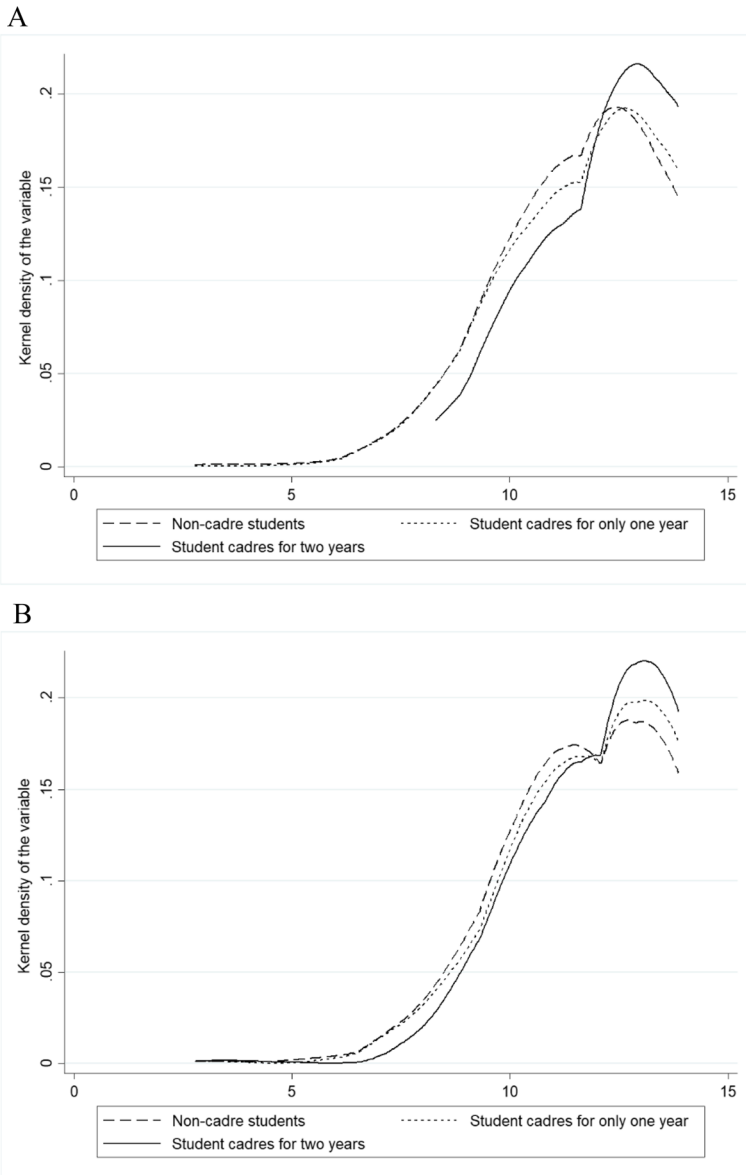 A
Kernel density of the variable
.2
.15
.1
.05
0
0 5 10 15
Non-cadre students Student cadres for only one year
Student cadres for two years
B
Kernel density of the variable
.2
.15
.1
.05
0
0 5 10 15
Non-cadre students Student cadres for only one year
Student cadres for two years